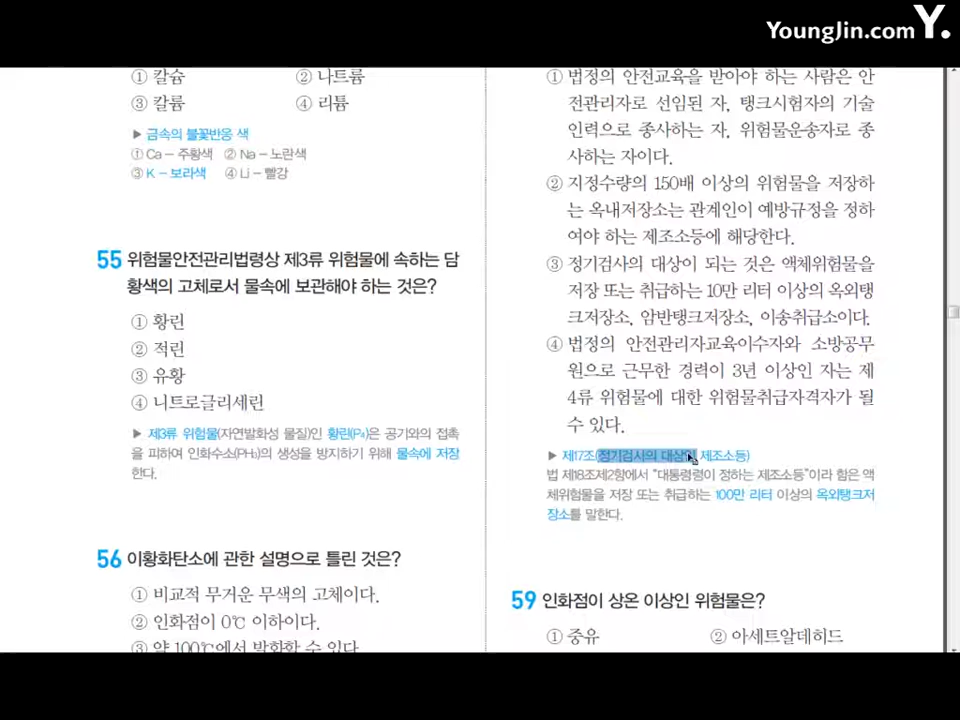 YoungJin.com Y.
① 칼슘 ② 나트륨
③ 칼륨 ④ 리튬
▶ 금속의 불꽃반응 색
① Ca – 주황색 ② Na – 노란색
③ K – 보라색 ④ Li – 빨강
55 위험물안전관리법령상 제3류 위험물에 속하는 담
황색의 고체로서 물속에 보관해야 하는 것은?
① 황린
② 적린
③ 유황
④ 니트로글리세린
▶ 제3류 위험물(자연발화성 물질)인 황린(P₄)은 공기와의 접촉
을 피하여 인화수소(PH₃)의 생성을 방지하기 위해 물속에 저장
한다.
56 이황화탄소에 관한 설명으로 틀린 것은?
① 비교적 무거운 무색의 고체이다.
② 인화점이 0℃ 이하이다.
③ 약 100℃에서 발화할 수 있다
① 법정의 안전교육을 받아야 하는 사람은 안
전관리자로 선임된 자, 탱크시험자의 기술
인력으로 종사하는 자, 위험물운송자로 종
사하는 자이다.
② 지정수량의 150배 이상의 위험물을 저장하
는 옥내저장소는 관계인이 예방규정을 정하
여야 하는 제조소등에 해당한다.
③ 정기검사의 대상이 되는 것은 액체위험물을
저장 또는 취급하는 10만 리터 이상의 옥외탱
크저장소, 암반탱크저장소, 이송취급소이다.
④ 법정의 안전관리자교육이수자와 소방공무
원으로 근무한 경력이 3년 이상인 자는 제
4류 위험물에 대한 위험물취급자격자가 될
수 있다.
▶ 제17조(정기검사의 대상인 제조소등)
법 제18조제2항에서 "대통령령이 정하는 제조소등"이라 함은 액
체위험물을 저장 또는 취급하는 100만 리터 이상의 옥외탱크저
장소를 말한다.
59 인화점이 상온 이상인 위험물은?
① 중유 ② 아세트알데히드